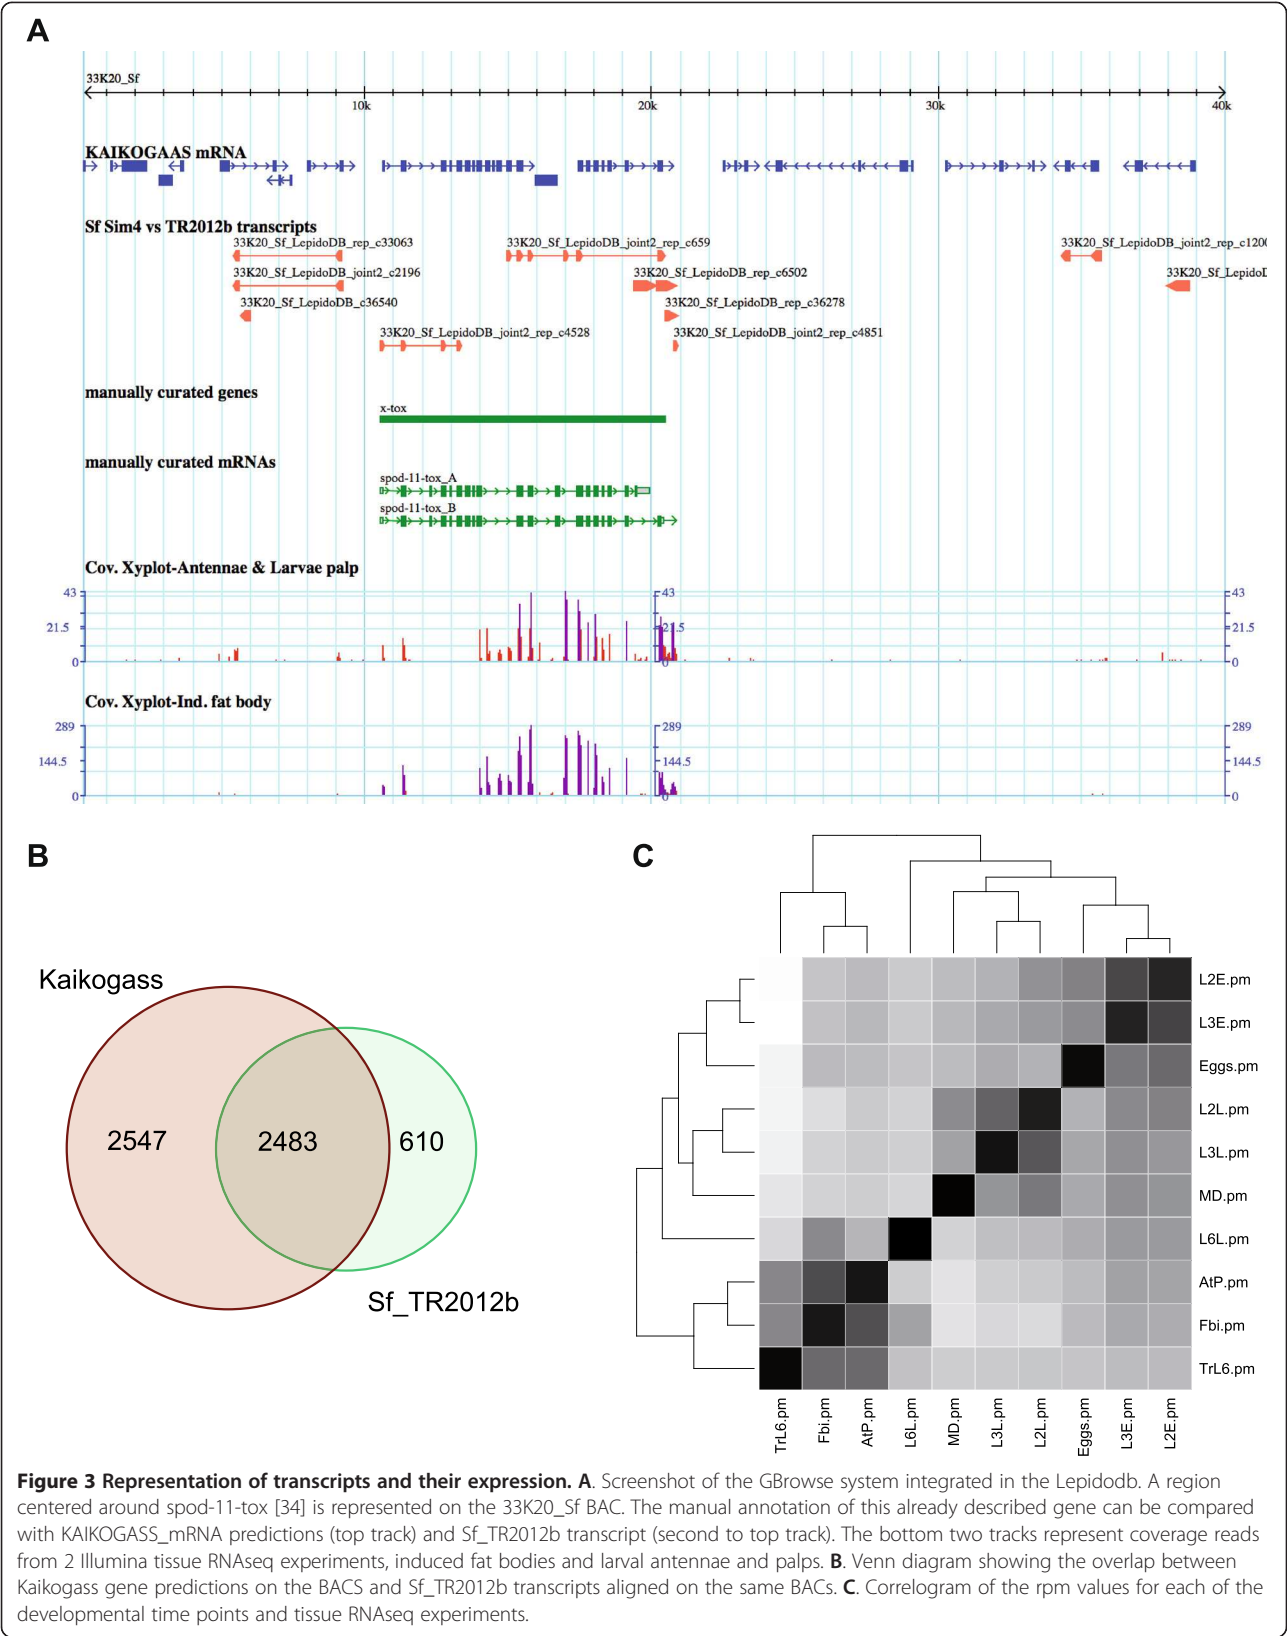 A
33K20_Sf
10k 20k 30k 40k
KAIKOGAAS mRNA
Sf Sim4 vs TR2012b transcripts
33K20_Sf_LepidoDB_rep_c33063 33K20_Sf_LepidoDB_joint2_rep_c659 33K20_Sf_LepidoDB_joint2_rep_c120
33K20_Sf_LepidoDB_joint2_c2196 33K20_Sf_LepidoDB_rep_c6502 33K20_Sf_Lepido
33K20_Sf_LepidoDB_c36540 33K20_Sf_LepidoDB_rep_c36278
33K20_Sf_LepidoDB_joint2_rep_c4528 33K20_Sf_LepidoDB_joint2_rep_c4851
manually curated genes
x-tox
manually curated mRNAs
spod-11-tox_A
spod-11-tox_B
Cov. Xyplot-Antennae & Larvae palp
43 43 43
21.5 21.5 21.5
0 0 0
Cov. Xyplot-Ind. fat body
289 289 289
144.5 144.5 144.5
0 0 0
B
Kaikogass
2547 2483 610
Sf_TR2012b
C
L2E.pm
L3E.pm
Eggs.pm
L2L.pm
L3L.pm
MD.pm
L6L.pm
AtP.pm
Fbi.pm
TrL6.pm
TrL6.pm Fbi.pm AtP.pm L6L.pm MD.pm L3L.pm L2L.pm Eggs.pm L3E.pm L2E.pm
Figure 3 Representation of transcripts and their expression. A. Screenshot of the GBrowse system integrated in the Lepidodb. A region
centered around spod-11-tox [34] is represented on the 33K20_Sf BAC. The manual annotation of this already described gene can be compared
with KAIKOGASS_mRNA predictions (top track) and Sf_TR2012b transcript (second to top track). The bottom two tracks represent coverage reads
from 2 Illumina tissue RNAseq experiments, induced fat bodies and larval antennae and palps. B. Venn diagram showing the overlap between
Kaikogass gene predictions on the BACS and Sf_TR2012b transcripts aligned on the same BACs. C. Correlogram of the rpm values for each of the
developmental time points and tissue RNAseq experiments.